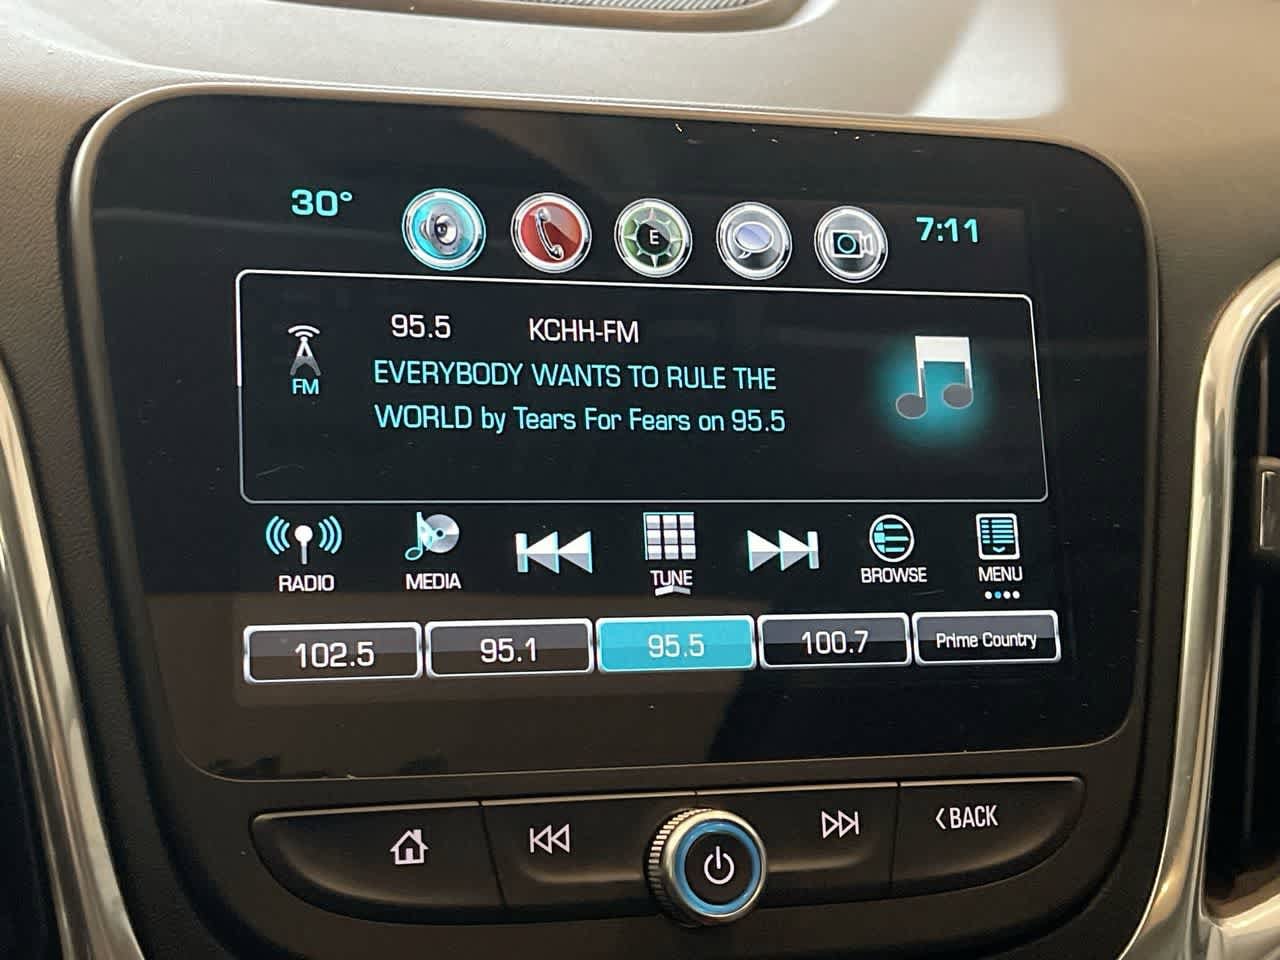 30°
E
7:11
95.5 KCHH-FM
FM
EVERYBODY WANTS TO RULE THE
WORLD by Tears For Fears on 95.5
RADIO MEDIA TUNE BROWSE MENU
102.5 95.1 95.5 100.7 Prime Country
BACK